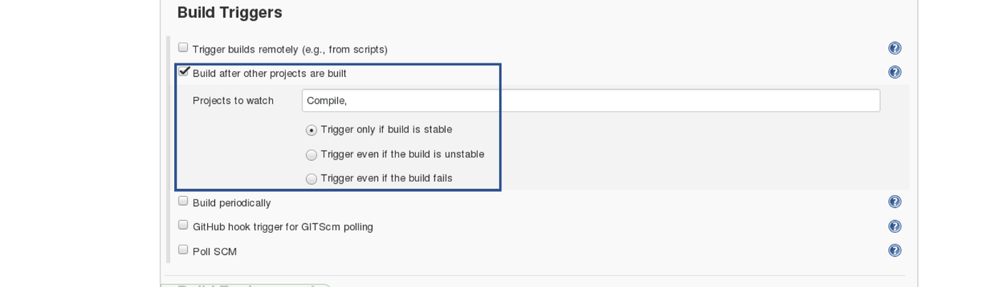 Build Triggers
Trigger builds remotely (e.g., from scripts)
Build after other projects are built
Projects to watch Compile,
Trigger only if build is stable
Trigger even if the build is unstable
Trigger even if the build fails
Build periodically
GitHub hook trigger for GITScm polling
Poll SCM